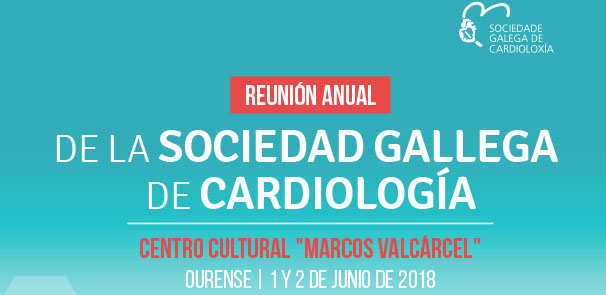 SOCIEDADE
GALEGA DE
CARDIOLOXÍA
REUNIÓN ANUAL
DE LA SOCIEDAD GALLEGA
DE CARDIOLOGÍA
CENTRO CULTURAL "MARCOS VALCÁRCEL"
OURENSE | 1 Y 2 DE JUNIO DE 2018